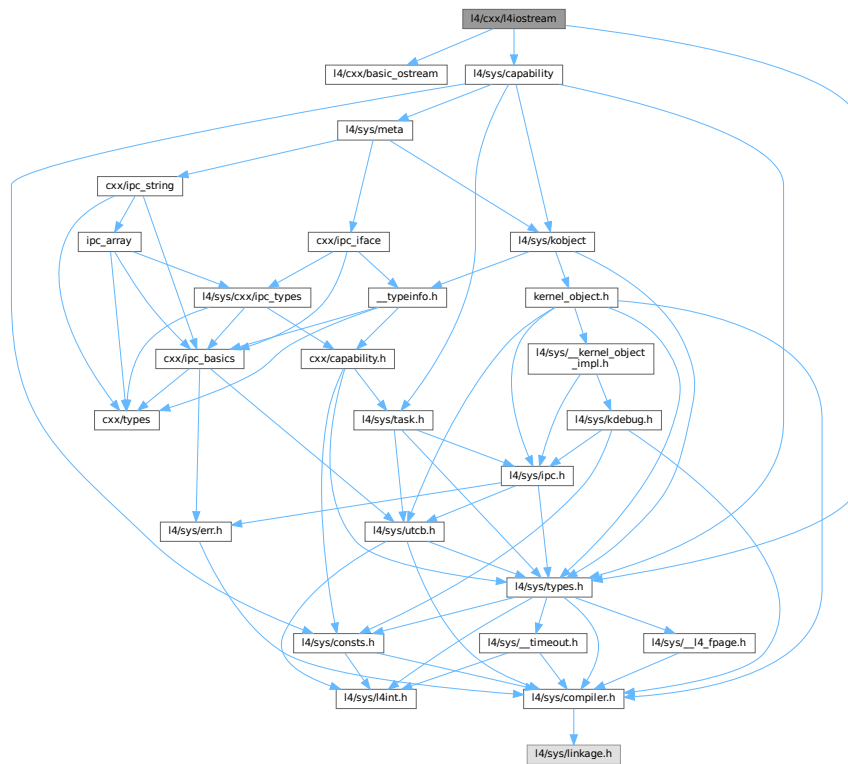 l4/cxx/l4iostream
l4/cxx/basic_ostream
l4/sys/capability
l4/sys/meta
cxx/ipc_string
ipc_array
cxx/ipc_iface
l4/sys/kobject
l4/sys/cxx/ipc_types
__typeinfo.h
kernel_object.h
cxx/ipc_basics
cxx/capability.h
l4/sys/__kernel_object
_impl.h
cxx/types
l4/sys/task.h
l4/sys/kdebug.h
l4/sys/ipc.h
l4/sys/err.h
l4/sys/utcb.h
l4/sys/types.h
l4/sys/consts.h
l4/sys/__timeout.h
l4/sys/__l4_fpage.h
l4/sys/l4int.h
l4/sys/compiler.h
l4/sys/linkage.h